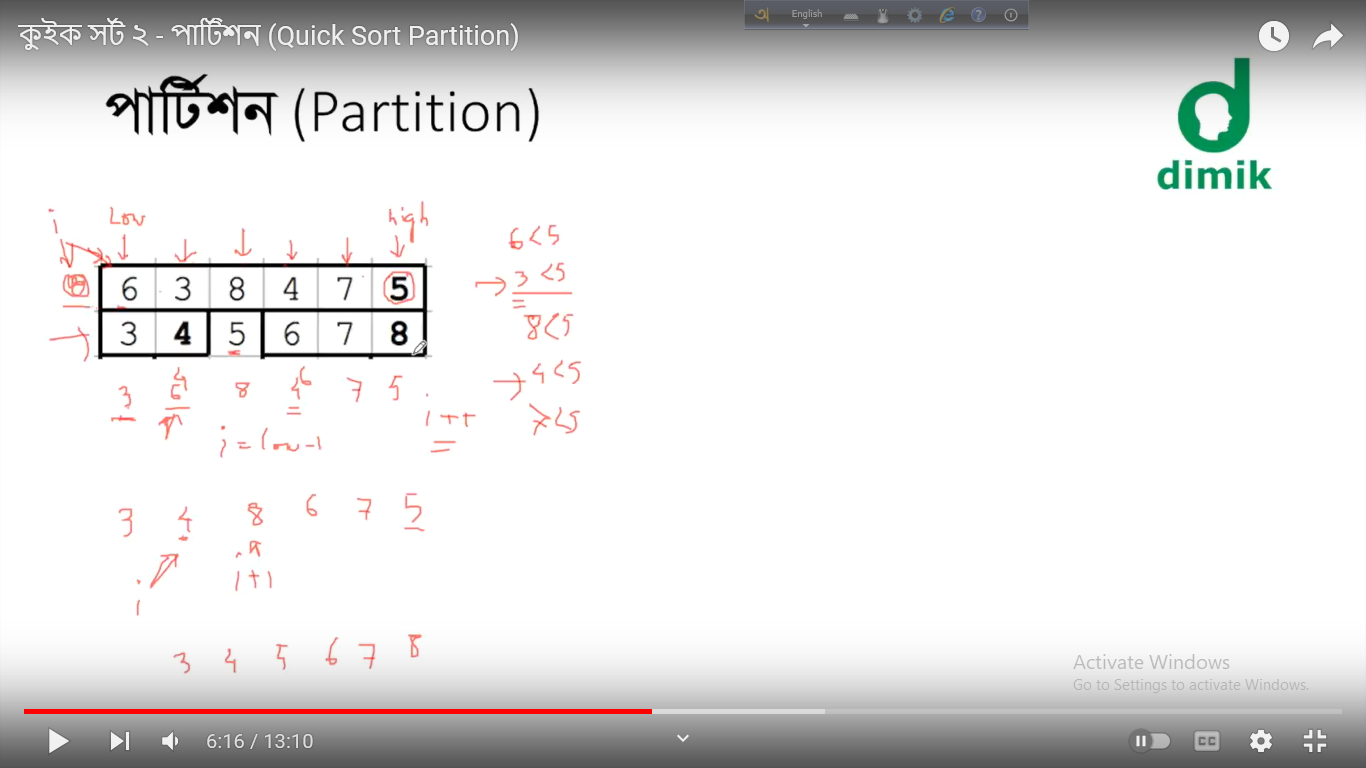 English
কুইক সর্ট ২ - পার্টিশন (Quick Sort Partition)
পার্টিশন (Partition)
dimik
i Low high
6 3 8 4 7 5
3 4 5 6 7 8
6<5
3<5
8<5
4<5
7<5
3 6 4 8 4 6 7 5
i = low-1 i++
3 4 8 6 7 5
i i+1
3 4 5 6 7 8
Activate Windows
Go to Settings to activate Windows.
6:16 / 13:10
CC